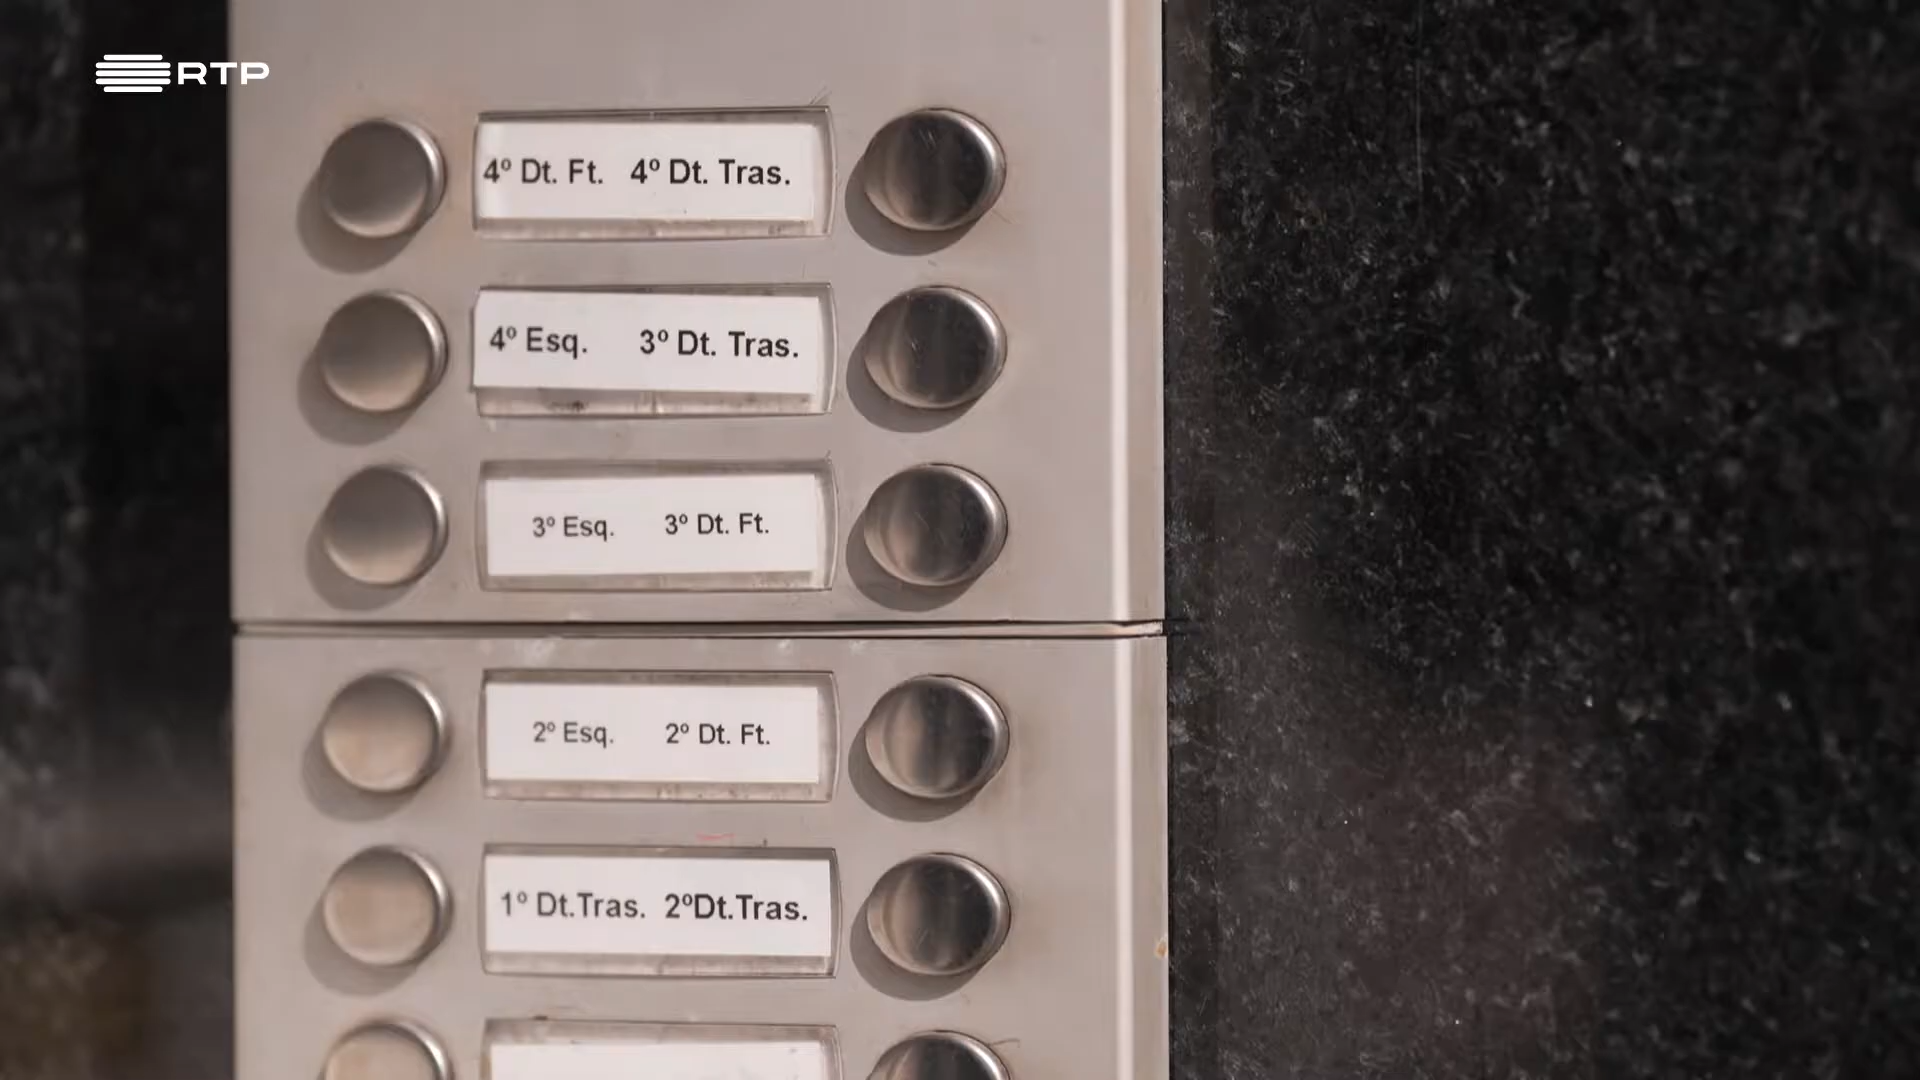 RTP
4º Dt. Ft. 4º Dt. Tras.
4º Esq. 3º Dt. Tras.
3º Esq. 3º Dt. Ft.
2º Esq. 2º Dt. Ft.
1º Dt.Tras. 2ºDt.Tras.